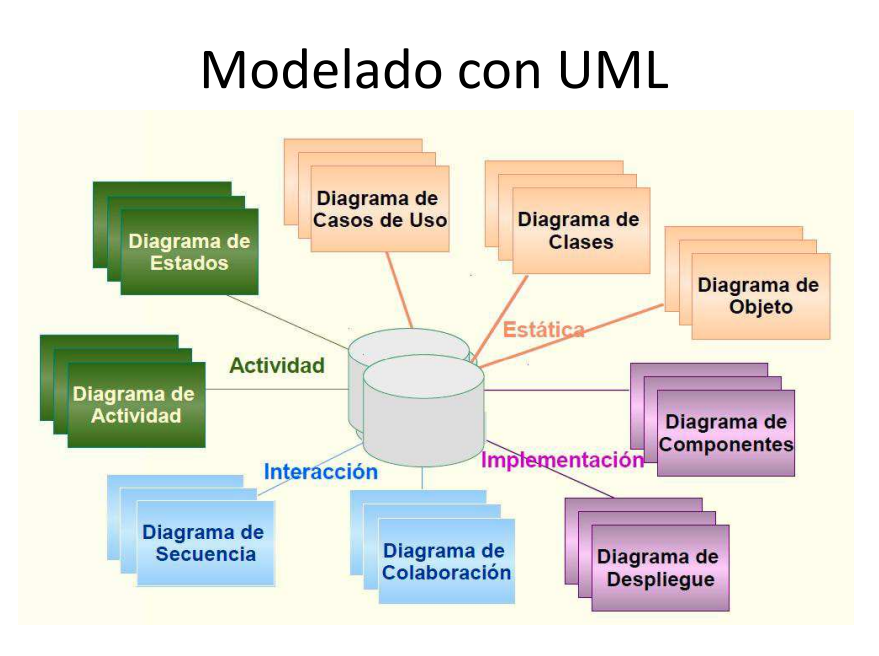 Modelado con UML
Diagrama de
Casos de Uso
Diagrama de
Clases
Diagrama de
Estados
Diagrama de
Objeto
Estática
Actividad
Diagrama de
Actividad
Diagrama de
Componentes
Interacción
Implementación
Diagrama de
Secuencia
Diagrama de
Colaboración
Diagrama de
Despliegue